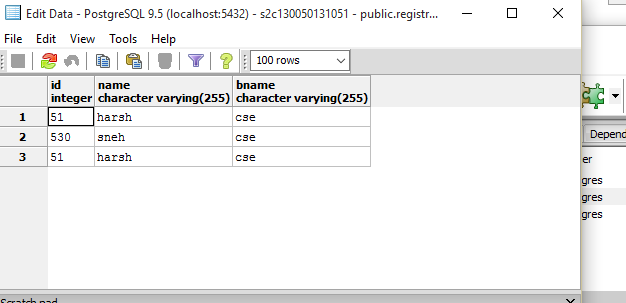 Edit Data - PostgreSQL 9.5 (localhost:5432) - s2c130050131051 - public.registr...
File Edit View Tools Help
100 rows
id name bname
integer character varying(255) character varying(255)
1 51 harsh cse
2 530 sneh cse
3 51 harsh cse
Depend
er
gres
gres
gres
Scratch pad